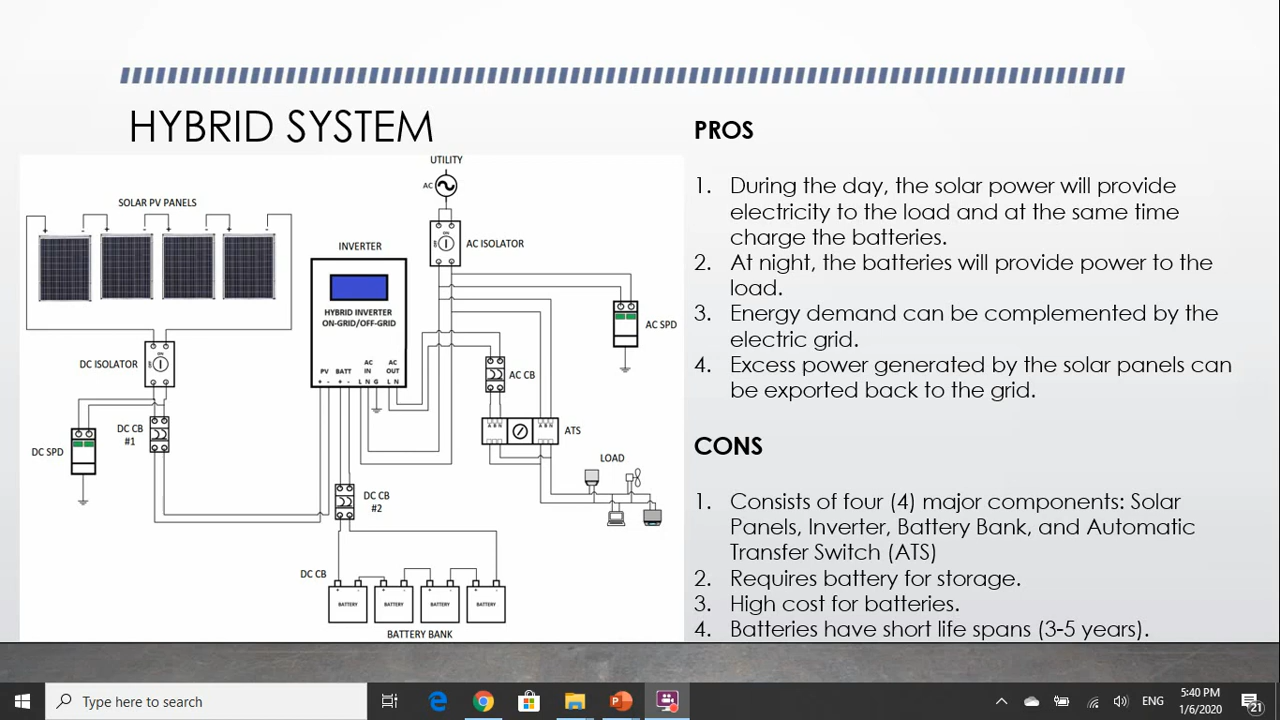 HYBRID SYSTEM
UTILITY
AC
SOLAR PV PANELS
AC ISOLATOR
INVERTER
HYBRID INVERTER
ON-GRID/OFF-GRID
AC SPD
DC ISOLATOR
PV BATT AC IN AC OUT
+ - + - L N G L N
AC CB
DC CB #1
ATS
DC SPD
LOAD
DC CB #2
DC CB
BATTERY BATTERY BATTERY BATTERY
BATTERY BANK
PROS
1. During the day, the solar power will provide
electricity to the load and at the same time
charge the batteries.
2. At night, the batteries will provide power to the
load.
3. Energy demand can be complemented by the
electric grid.
4. Excess power generated by the solar panels can
be exported back to the grid.
CONS
1. Consists of four (4) major components: Solar
Panels, Inverter, Battery Bank, and Automatic
Transfer Switch (ATS)
2. Requires battery for storage.
3. High cost for batteries.
4. Batteries have short life spans (3-5 years).
Type here to search
ENG
5:40 PM
1/6/2020
21